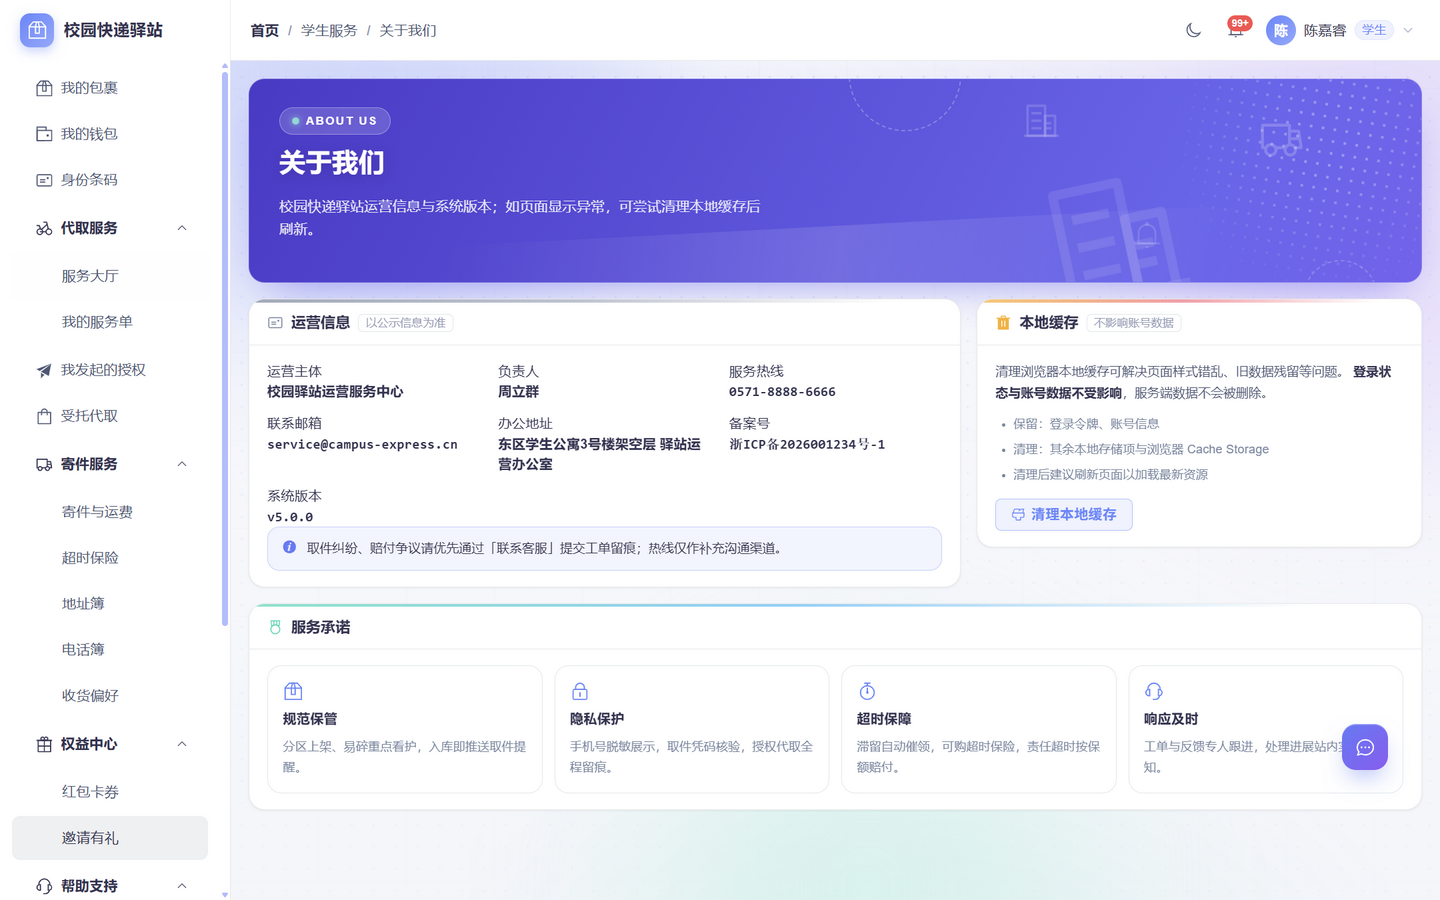 校园快递驿站
首页 / 学生服务 / 关于我们
99+
陈
陈嘉睿
学生
我的包裹
我的钱包
身份条码
代取服务
服务大厅
我的服务单
我发起的授权
受托代取
寄件服务
寄件与运费
超时保险
地址簿
电话簿
收货偏好
权益中心
红包卡券
邀请有礼
帮助支持
ABOUT US
关于我们
校园快递驿站运营信息与系统版本；如页面显示异常，可尝试清理本地缓存后
刷新。
运营信息
以公示信息为准
运营主体
校园驿站运营服务中心
负责人
周立群
服务热线
0571-8888-6666
联系邮箱
service@campus-express.cn
办公地址
东区学生公寓3号楼架空层 驿站运
营办公室
备案号
浙ICP备2026001234号-1
系统版本
v5.0.0
取件纠纷、赔付争议请优先通过「联系客服」提交工单留痕；热线仅作补充沟通渠道。
本地缓存
不影响账号数据
清理浏览器本地缓存可解决页面样式错乱、旧数据残留等问题。登录状
态与账号数据不受影响，服务端数据不会被删除。
• 保留：登录令牌、账号信息
• 清理：其余本地存储项与浏览器 Cache Storage
• 清理后建议刷新页面以加载最新资源
清理本地缓存
服务承诺
规范保管
分区上架、易碎重点看护，入库即推送取件提
醒。
隐私保护
手机号脱敏展示，取件凭码核验，授权代取全
程留痕。
超时保障
滞留自动催领，可购超时保险，责任超时按保
额赔付。
响应及时
工单与反馈专人跟进，处理进展站内
知。